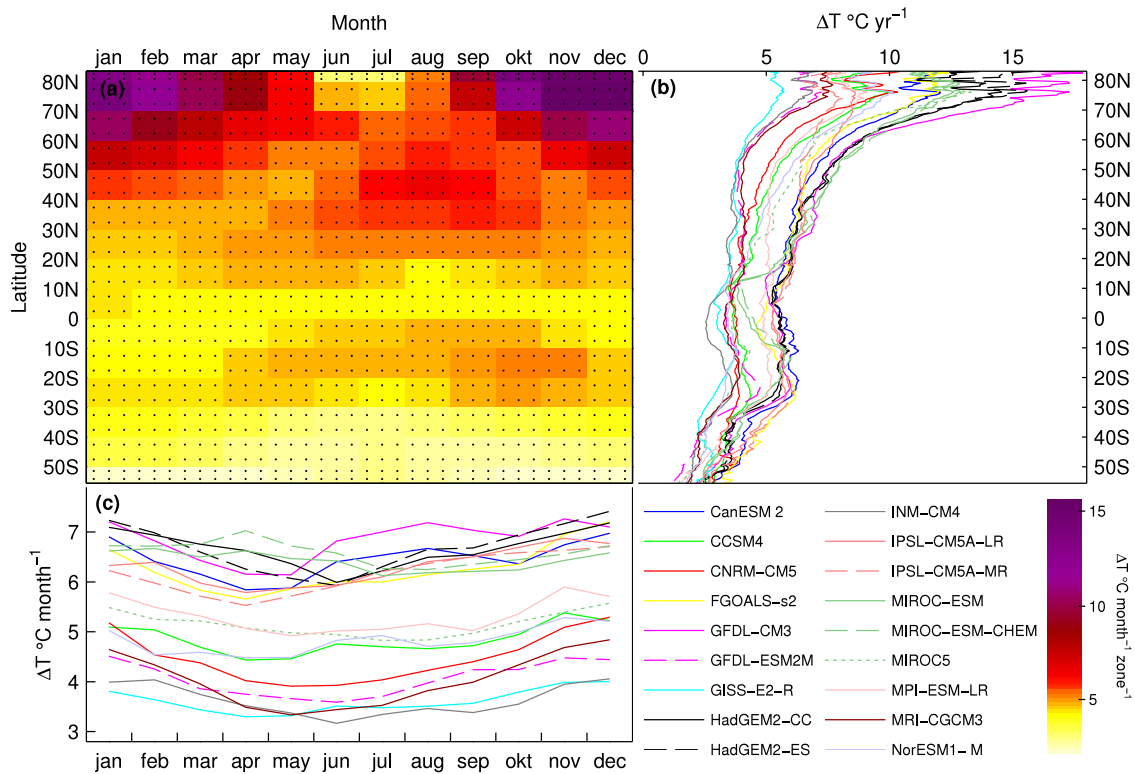 Month
jan feb mar apr may jun jul aug sep okt nov dec
(a)
Latitude
80N
70N
60N
50N
40N
30N
20N
10N
0
10S
20S
30S
40S
50S
ΔT °C yr⁻¹
0 5 10 15
(b)
80N
70N
60N
50N
40N
30N
20N
10N
0
10S
20S
30S
40S
50S
(c)
ΔT °C month⁻¹
7
6
5
4
3
jan feb mar apr may jun jul aug sep okt nov dec
CanESM 2
CCSM4
CNRM−CM5
FGOALS−s2
GFDL−CM3
GFDL−ESM2M
GISS−E2−R
HadGEM2−CC
HadGEM2−ES
INM−CM4
IPSL−CM5A−LR
IPSL−CM5A−MR
MIROC−ESM
MIROC−ESM−CHEM
MIROC5
MPI−ESM−LR
MRI−CGCM3
NorESM1− M
10
5
ΔT °C month⁻¹ zone⁻¹